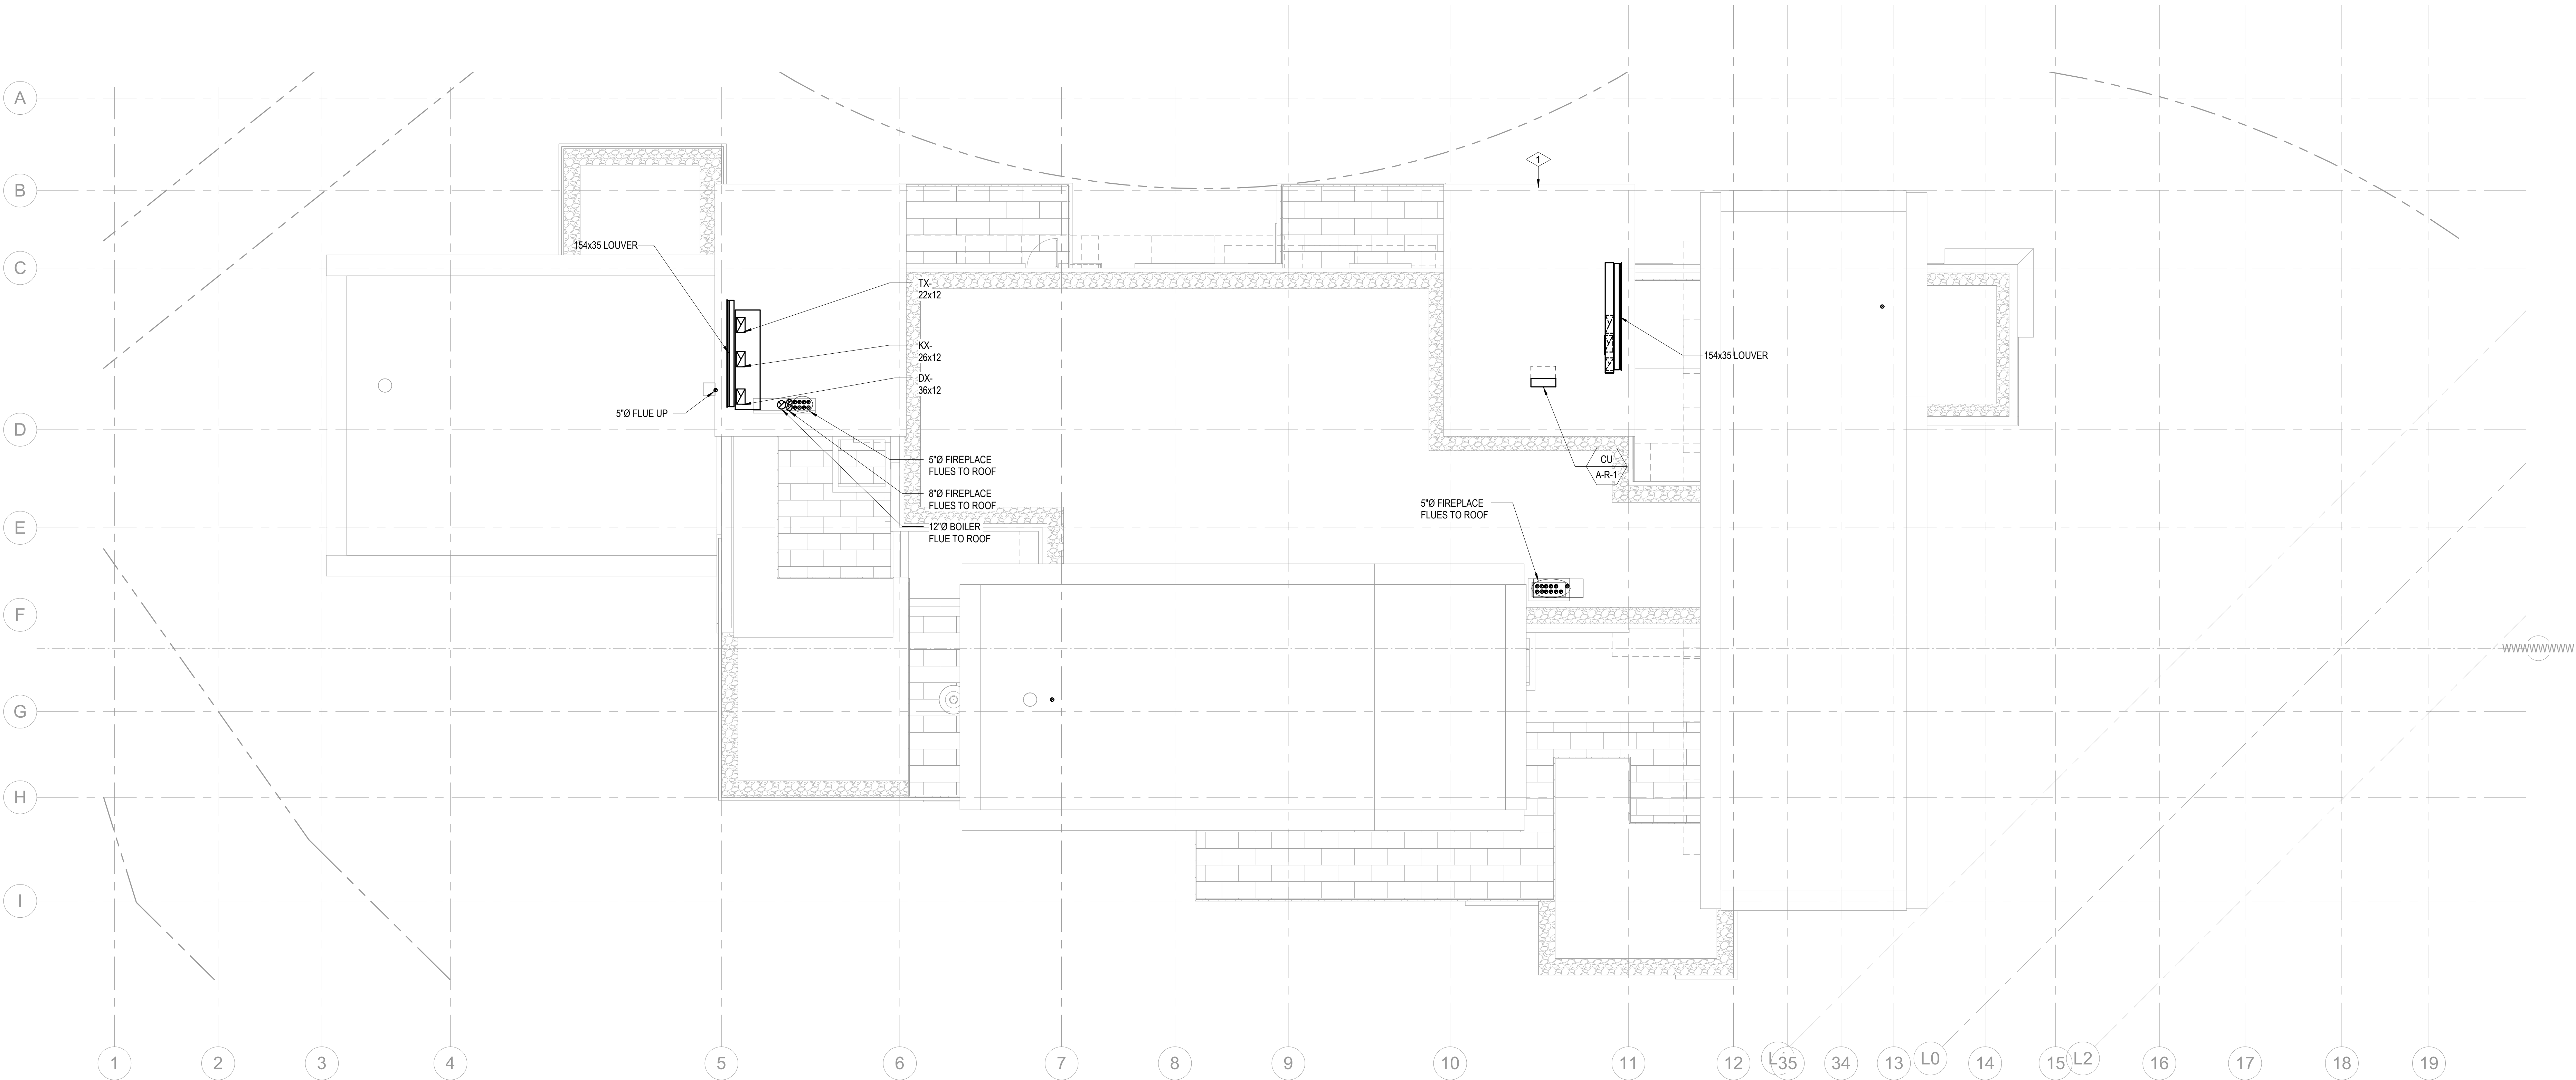 A
B
C
D
E
F
G
H
I
1
154x35 LOUVER
TX-
22x12
KX-
26x12
DX-
36x12
5"Ø FLUE UP
154x35 LOUVER
5"Ø FIREPLACE
FLUES TO ROOF
8"Ø FIREPLACE
FLUES TO ROOF
12"Ø BOILER
FLUE TO ROOF
CU
A-R-1
5"Ø FIREPLACE
FLUES TO ROOF
WWWWWWWW
1
2
3
4
5
6
7
8
9
10
11
12
35
34
13
L0
14
15
L2
16
17
18
19